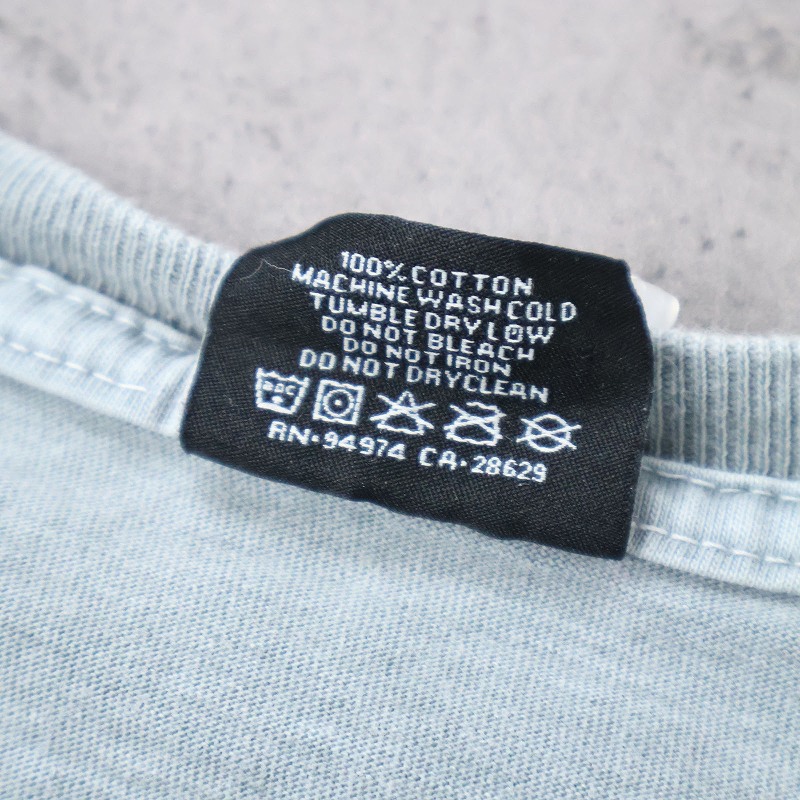 100% COTTON
MACHINE WASH COLD
TUMBLE DRY LOW
DO NOT BLEACH
DO NOT IRON
DO NOT DRYCLEAN
RN·94974 CA·28629